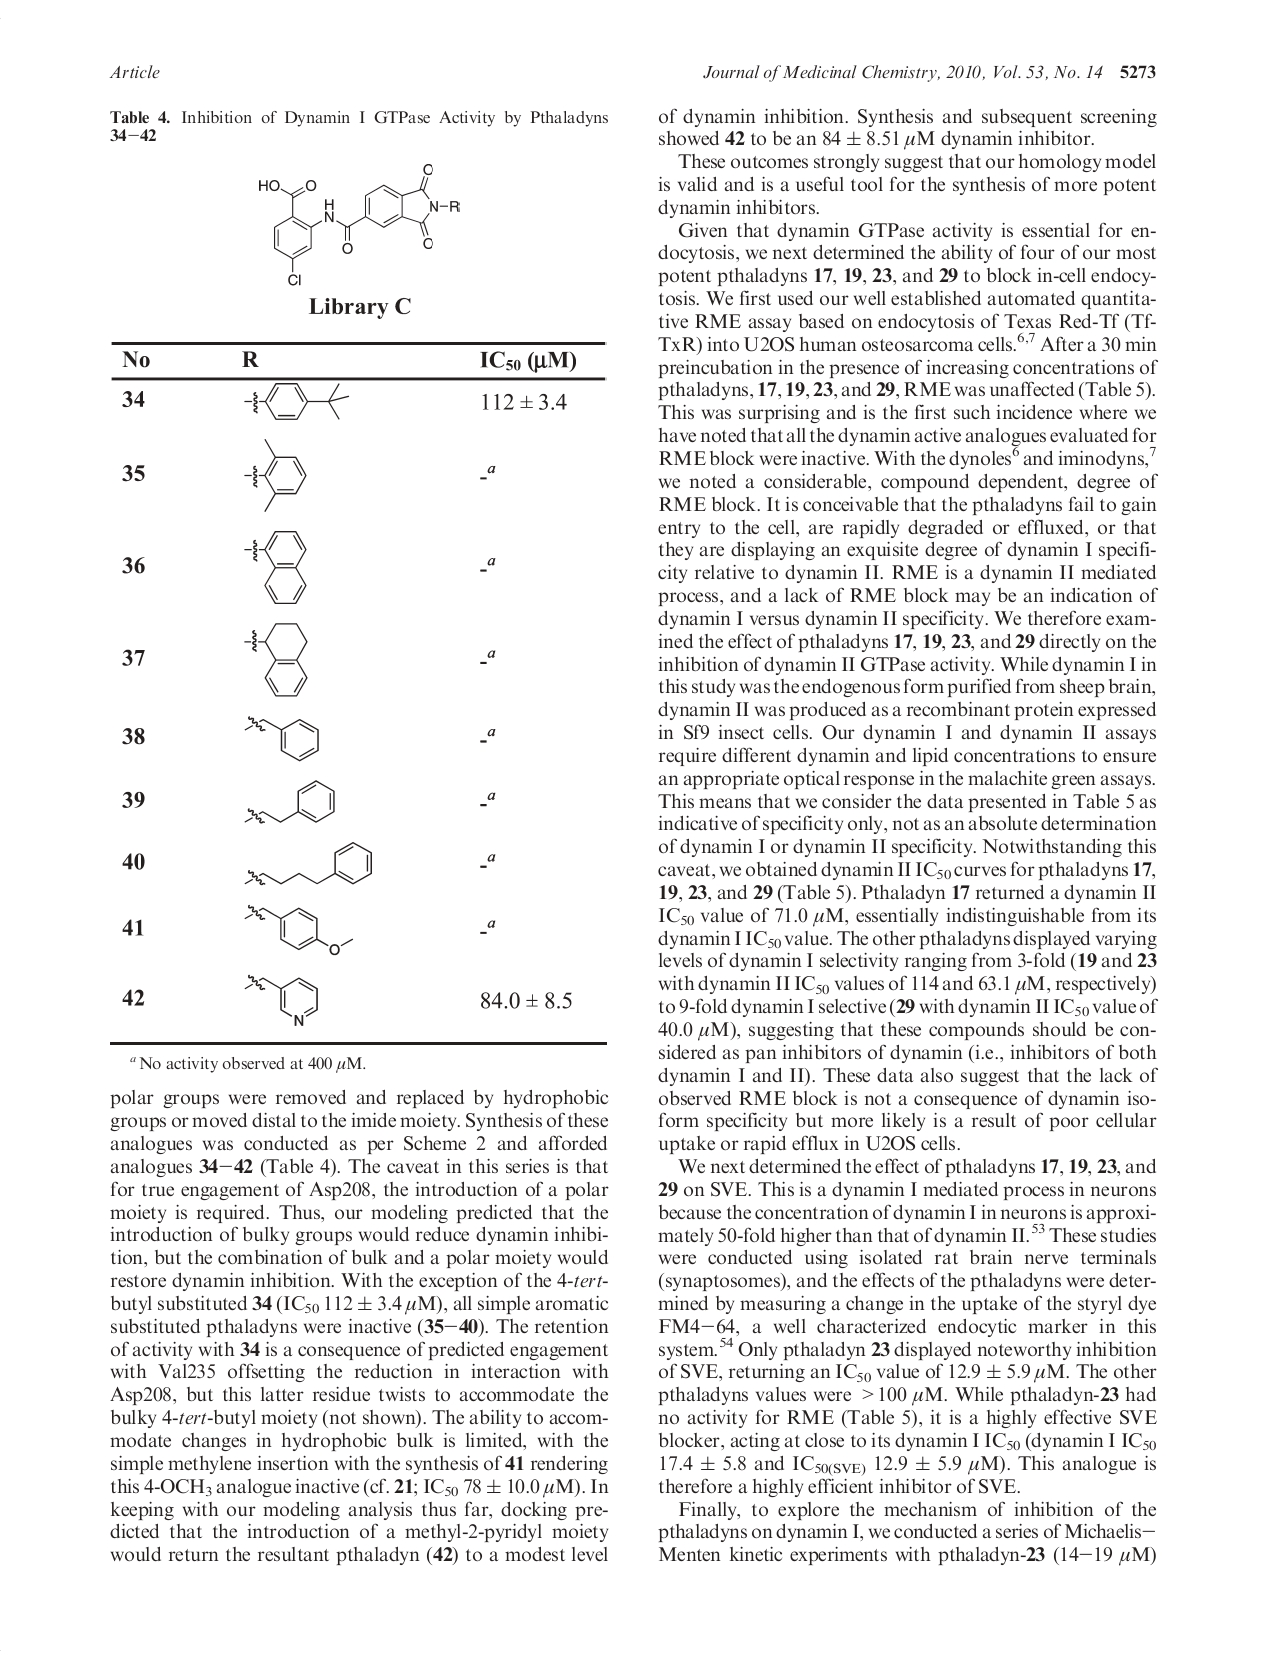 Article
Journal of Medicinal Chemistry, 2010, Vol. 53, No. 14 5273
Table 4. Inhibition of Dynamin I GTPase Activity by Pthaladyns
34−42
HO
O
H
N
O
O
N−R
O
Cl
Library C
No R IC50 (μM)
34 112 ± 3.4
35 -a
36 -a
37 -a
38 -a
39 -a
40 -a
41 O -a
42 N 84.0 ± 8.5
a No activity observed at 400 μM.
polar groups were removed and replaced by hydrophobic
groups or moved distal to the imide moiety. Synthesis of these
analogues was conducted as per Scheme 2 and afforded
analogues 34−42 (Table 4). The caveat in this series is that
for true engagement of Asp208, the introduction of a polar
moiety is required. Thus, our modeling predicted that the
introduction of bulky groups would reduce dynamin inhibi-
tion, but the combination of bulk and a polar moiety would
restore dynamin inhibition. With the exception of the 4-tert-
butyl substituted 34 (IC50 112 ± 3.4 μM), all simple aromatic
substituted pthaladyns were inactive (35−40). The retention
of activity with 34 is a consequence of predicted engagement
with Val235 offsetting the reduction in interaction with
Asp208, but this latter residue twists to accommodate the
bulky 4-tert-butyl moiety (not shown). The ability to accom-
modate changes in hydrophobic bulk is limited, with the
simple methylene insertion with the synthesis of 41 rendering
this 4-OCH3 analogue inactive (cf. 21; IC50 78 ± 10.0 μM). In
keeping with our modeling analysis thus far, docking pre-
dicted that the introduction of a methyl-2-pyridyl moiety
would return the resultant pthaladyn (42) to a modest level
of dynamin inhibition. Synthesis and subsequent screening
showed 42 to be an 84 ± 8.51 μM dynamin inhibitor.
These outcomes strongly suggest that our homology model
is valid and is a useful tool for the synthesis of more potent
dynamin inhibitors.
Given that dynamin GTPase activity is essential for en-
docytosis, we next determined the ability of four of our most
potent pthaladyns 17, 19, 23, and 29 to block in-cell endocy-
tosis. We first used our well established automated quantita-
tive RME assay based on endocytosis of Texas Red-Tf (Tf-
TxR) into U2OS human osteosarcoma cells.6,7 After a 30 min
preincubation in the presence of increasing concentrations of
pthaladyns, 17, 19, 23, and 29, RME was unaffected (Table 5).
This was surprising and is the first such incidence where we
have noted that all the dynamin active analogues evaluated for
RME block were inactive. With the dynoles6 and iminodyns,7
we noted a considerable, compound dependent, degree of
RME block. It is conceivable that the pthaladyns fail to gain
entry to the cell, are rapidly degraded or effluxed, or that
they are displaying an exquisite degree of dynamin I specifi-
city relative to dynamin II. RME is a dynamin II mediated
process, and a lack of RME block may be an indication of
dynamin I versus dynamin II specificity. We therefore exam-
ined the effect of pthaladyns 17, 19, 23, and 29 directly on the
inhibition of dynamin II GTPase activity. While dynamin I in
this study was the endogenous form purified from sheep brain,
dynamin II was produced as a recombinant protein expressed
in Sf9 insect cells. Our dynamin I and dynamin II assays
require different dynamin and lipid concentrations to ensure
an appropriate optical response in the malachite green assays.
This means that we consider the data presented in Table 5 as
indicative of specificity only, not as an absolute determination
of dynamin I or dynamin II specificity. Notwithstanding this
caveat, we obtained dynamin II IC50 curves for pthaladyns 17,
19, 23, and 29 (Table 5). Pthaladyn 17 returned a dynamin II
IC50 value of 71.0 μM, essentially indistinguishable from its
dynamin I IC50 value. The other pthaladyns displayed varying
levels of dynamin I selectivity ranging from 3-fold (19 and 23
with dynamin II IC50 values of 114 and 63.1 μM, respectively)
to 9-fold dynamin I selective (29 with dynamin II IC50 value of
40.0 μM), suggesting that these compounds should be con-
sidered as pan inhibitors of dynamin (i.e., inhibitors of both
dynamin I and II). These data also suggest that the lack of
observed RME block is not a consequence of dynamin iso-
form specificity but more likely is a result of poor cellular
uptake or rapid efflux in U2OS cells.
We next determined the effect of pthaladyns 17, 19, 23, and
29 on SVE. This is a dynamin I mediated process in neurons
because the concentration of dynamin I in neurons is approxi-
mately 50-fold higher than that of dynamin II.53 These studies
were conducted using isolated rat brain nerve terminals
(synaptosomes), and the effects of the pthaladyns were deter-
mined by measuring a change in the uptake of the styryl dye
FM4−64, a well characterized endocytic marker in this
system.54 Only pthaladyn 23 displayed noteworthy inhibition
of SVE, returning an IC50 value of 12.9 ± 5.9 μM. The other
pthaladyns values were >100 μM. While pthaladyn-23 had
no activity for RME (Table 5), it is a highly effective SVE
blocker, acting at close to its dynamin I IC50 (dynamin I IC50
17.4 ± 5.8 and IC50(SVE) 12.9 ± 5.9 μM). This analogue is
therefore a highly efficient inhibitor of SVE.
Finally, to explore the mechanism of inhibition of the
pthaladyns on dynamin I, we conducted a series of Michaelis−
Menten kinetic experiments with pthaladyn-23 (14−19 μM)